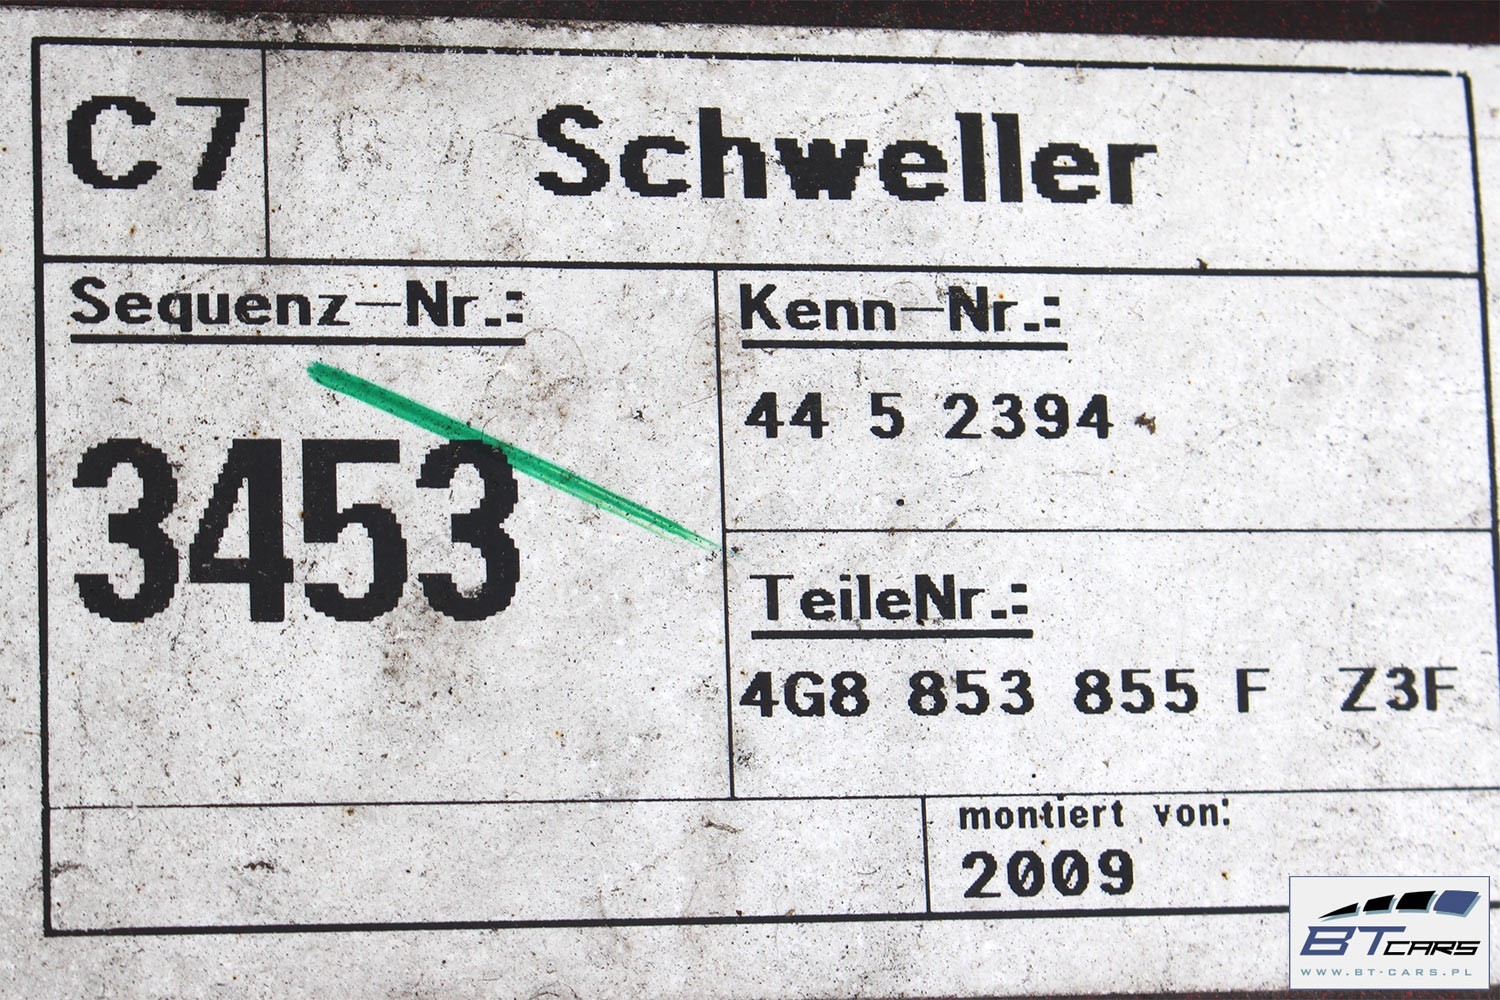 C7 Schweller
Sequenz-Nr.:
3453
Kenn-Nr.:
44 5 2394
TeileNr.:
4G8 853 855 F Z3F
montiert von:
2009
BT CARS
WWW.BT-CARS.PL